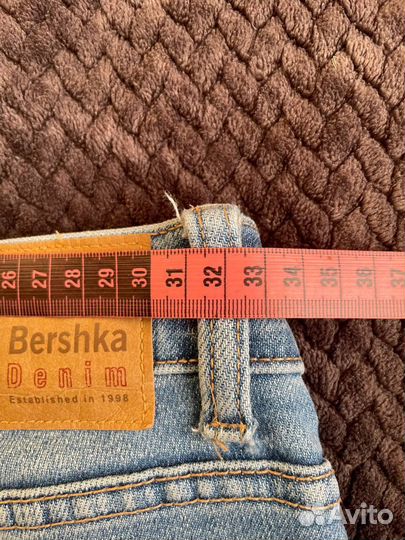 26 27 28 29 30 31 32 33 34 35 36 37
Bershka
Denim
Established in 1998
Avito